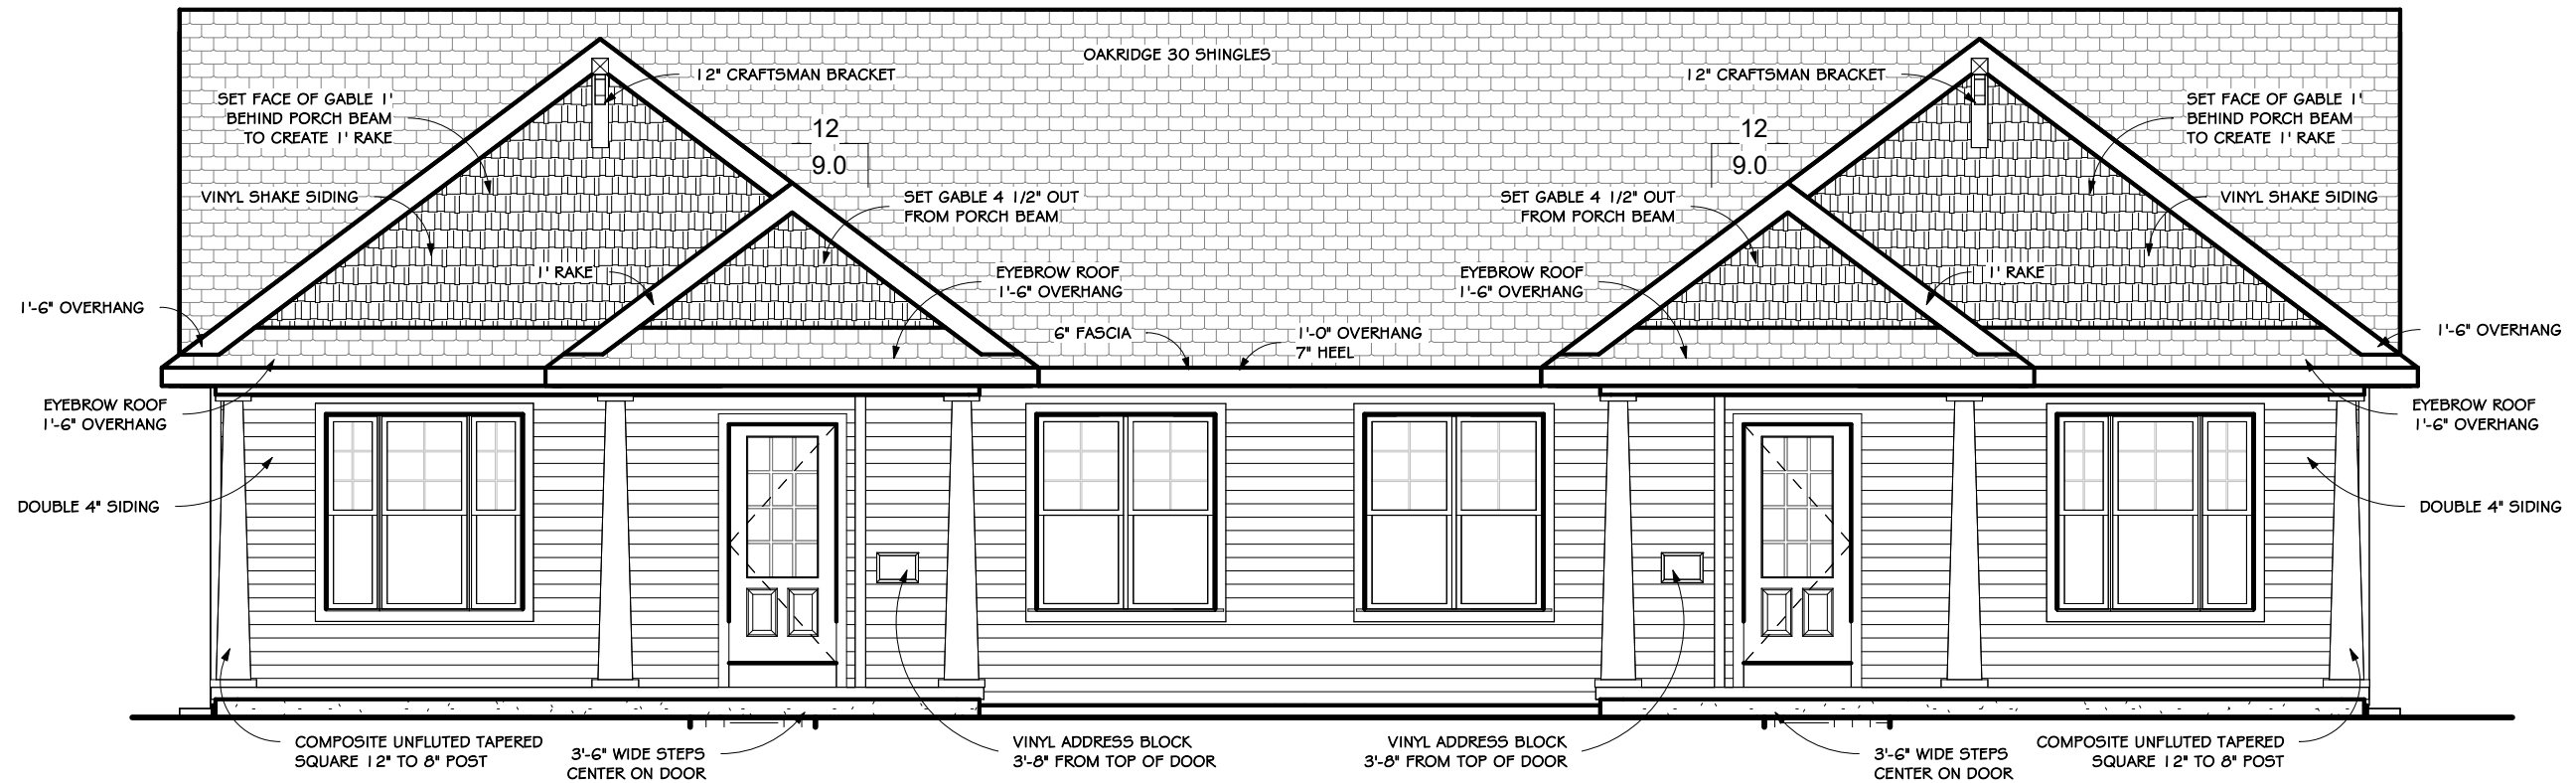 OAKRIDGE 30 SHINGLES
12" CRAFTSMAN BRACKET
12" CRAFTSMAN BRACKET
SET FACE OF GABLE 1'
BEHIND PORCH BEAM
TO CREATE 1' RAKE
SET FACE OF GABLE 1'
BEHIND PORCH BEAM
TO CREATE 1' RAKE
12
9.0
12
9.0
VINYL SHAKE SIDING
SET GABLE 4 1/2" OUT
FROM PORCH BEAM
SET GABLE 4 1/2" OUT
FROM PORCH BEAM
VINYL SHAKE SIDING
1' RAKE
EYEBROW ROOF
1'-6" OVERHANG
EYEBROW ROOF
1'-6" OVERHANG
1' RAKE
1'-6" OVERHANG
6" FASCIA
1'-0" OVERHANG
7" HEEL
1'-6" OVERHANG
EYEBROW ROOF
1'-6" OVERHANG
EYEBROW ROOF
1'-6" OVERHANG
DOUBLE 4" SIDING
DOUBLE 4" SIDING
COMPOSITE UNFLUTED TAPERED
SQUARE 12" TO 8" POST
3'-6" WIDE STEPS
CENTER ON DOOR
VINYL ADDRESS BLOCK
3'-8" FROM TOP OF DOOR
VINYL ADDRESS BLOCK
3'-8" FROM TOP OF DOOR
3'-6" WIDE STEPS
CENTER ON DOOR
COMPOSITE UNFLUTED TAPERED
SQUARE 12" TO 8" POST